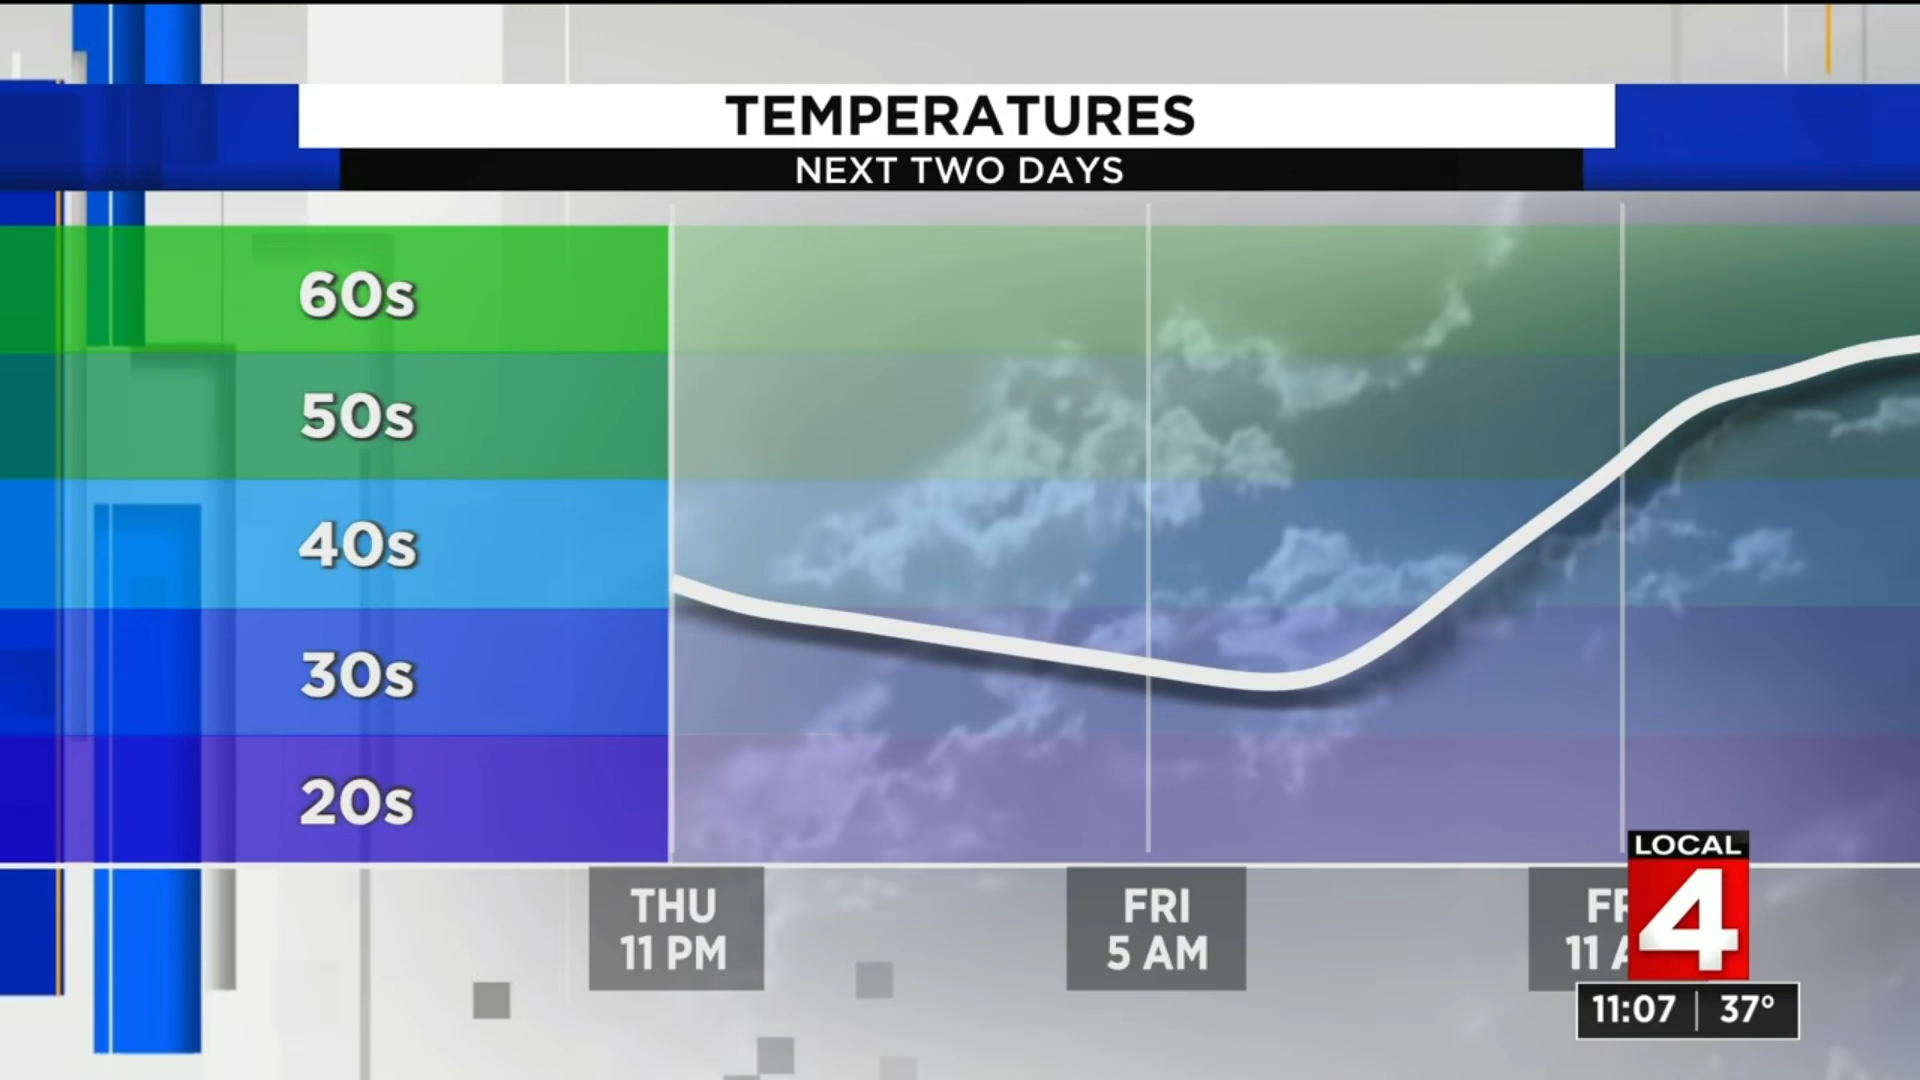 TEMPERATURES
NEXT TWO DAYS
60s
50s
40s
30s
20s
THU
11 PM
FRI
5 AM
11
LOCAL
4
11:07 37°